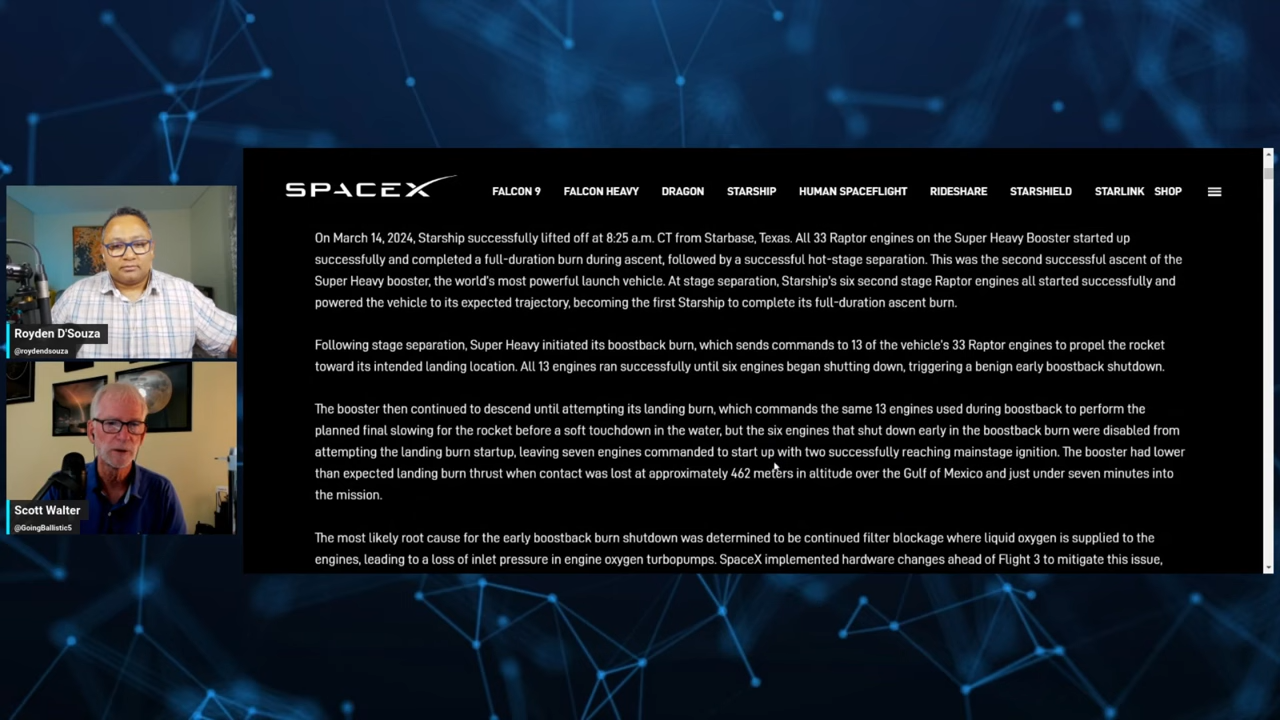 SPACEX
FALCON 9 FALCON HEAVY DRAGON STARSHIP HUMAN SPACEFLIGHT RIDESHARE STARSHIELD STARLINK SHOP
On March 14, 2024, Starship successfully lifted off at 8:25 a.m. CT from Starbase, Texas. All 33 Raptor engines on the Super Heavy Booster started up
successfully and completed a full-duration burn during ascent, followed by a successful hot-stage separation. This was the second successful ascent of the
Super Heavy booster, the world's most powerful launch vehicle. At stage separation, Starship's six second stage Raptor engines all started successfully and
powered the vehicle to its expected trajectory, becoming the first Starship to complete its full-duration ascent burn.
Following stage separation, Super Heavy initiated its boostback burn, which sends commands to 13 of the vehicle's 33 Raptor engines to propel the rocket
toward its intended landing location. All 13 engines ran successfully until six engines began shutting down, triggering a benign early boostback shutdown.
The booster then continued to descend until attempting its landing burn, which commands the same 13 engines used during boostback to perform the
planned final slowing for the rocket before a soft touchdown in the water, but the six engines that shut down early in the boostback burn were disabled from
attempting the landing burn startup, leaving seven engines commanded to start up with two successfully reaching mainstage ignition. The booster had lower
than expected landing burn thrust when contact was lost at approximately 462 meters in altitude over the Gulf of Mexico and just under seven minutes into
the mission.
The most likely root cause for the early boostback burn shutdown was determined to be continued filter blockage where liquid oxygen is supplied to the
engines, leading to a loss of inlet pressure in engine oxygen turbopumps. SpaceX implemented hardware changes ahead of Flight 3 to mitigate this issue,
Royden D'Souza
@roydendsouza
Scott Walter
@GoingBallistic5